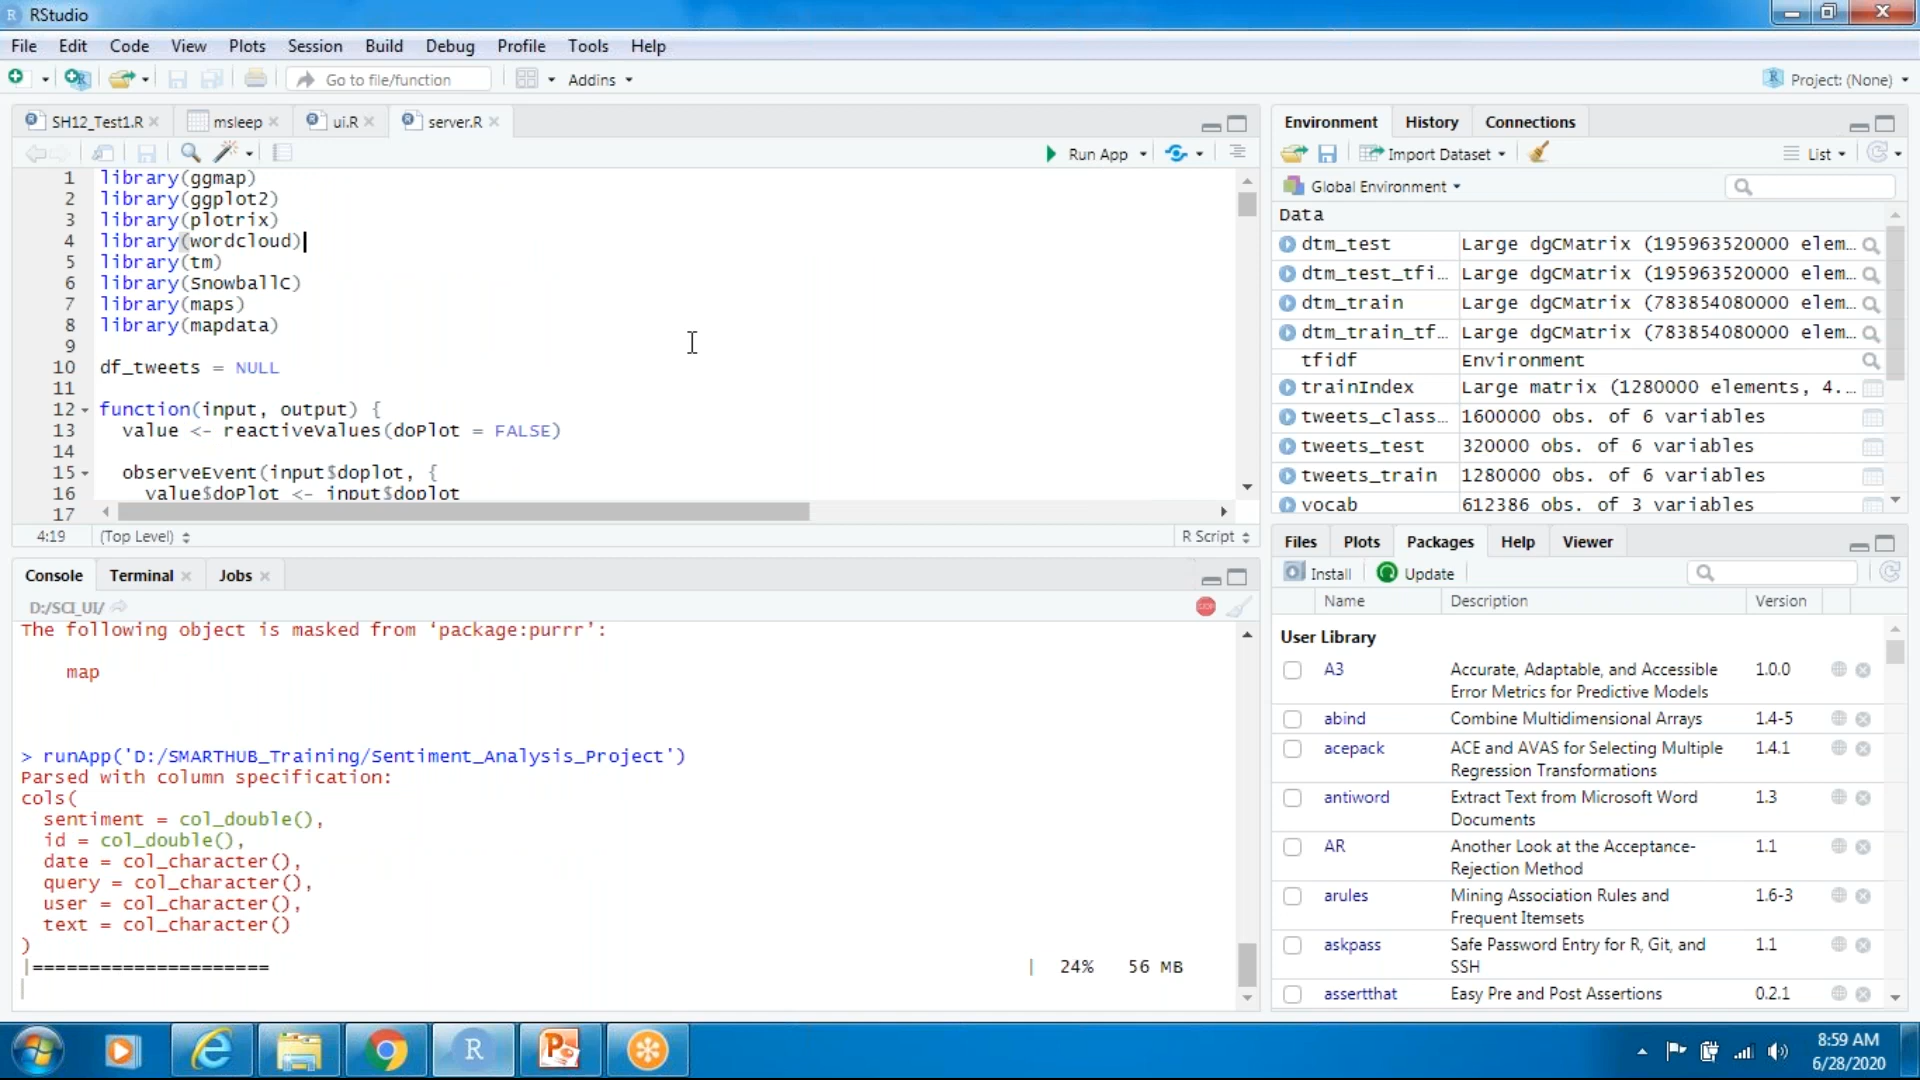 RStudio
File Edit Code View Plots Session Build Debug Profile Tools Help
Go to file/function Addins Project: (None)
SH12_Test1.R msleep ui.R server.R
Run App
1 library(ggmap)
2 library(ggplot2)
3 library(plotrix)
4 library(wordcloud)
5 library(tm)
6 library(SnowballC)
7 library(maps)
8 library(mapdata)
9
10 df_tweets = NULL
11
12 function(input, output) {
13 value <- reactiveValues(doPlot = FALSE)
14
15 observeEvent(input$doplot, {
16 value$doPlot <- input$doplot
17
4:19 (Top Level) R Script
Console Terminal Jobs
D:/SCI_UI/
The following object is masked from ‘package:purrr’:
map
> runApp('D:/SMARTHUB_Training/Sentiment_Analysis_Project')
Parsed with column specification:
cols(
sentiment = col_double(),
id = col_double(),
date = col_character(),
query = col_character(),
user = col_character(),
text = col_character()
)
|===================== | 24% 56 MB
Environment History Connections
Import Dataset List
Global Environment
Data
dtm_test Large dgCMatrix (195963520000 elem…
dtm_test_tfi… Large dgCMatrix (195963520000 elem…
dtm_train Large dgCMatrix (783854080000 elem…
dtm_train_tf… Large dgCMatrix (783854080000 elem…
tfidf Environment
trainIndex Large matrix (1280000 elements, 4.…
tweets_class… 1600000 obs. of 6 variables
tweets_test 320000 obs. of 6 variables
tweets_train 1280000 obs. of 6 variables
vocab 612386 obs. of 3 variables
Files Plots Packages Help Viewer
Install Update
Name Description Version
User Library
A3 Accurate, Adaptable, and Accessible 1.0.0
Error Metrics for Predictive Models
abind Combine Multidimensional Arrays 1.4-5
acepack ACE and AVAS for Selecting Multiple 1.4.1
Regression Transformations
antiword Extract Text from Microsoft Word 1.3
Documents
AR Another Look at the Acceptance- 1.1
Rejection Method
arules Mining Association Rules and 1.6-3
Frequent Itemsets
askpass Safe Password Entry for R, Git, and 1.1
SSH
assertthat Easy Pre and Post Assertions 0.2.1
8:59 AM
6/28/2020